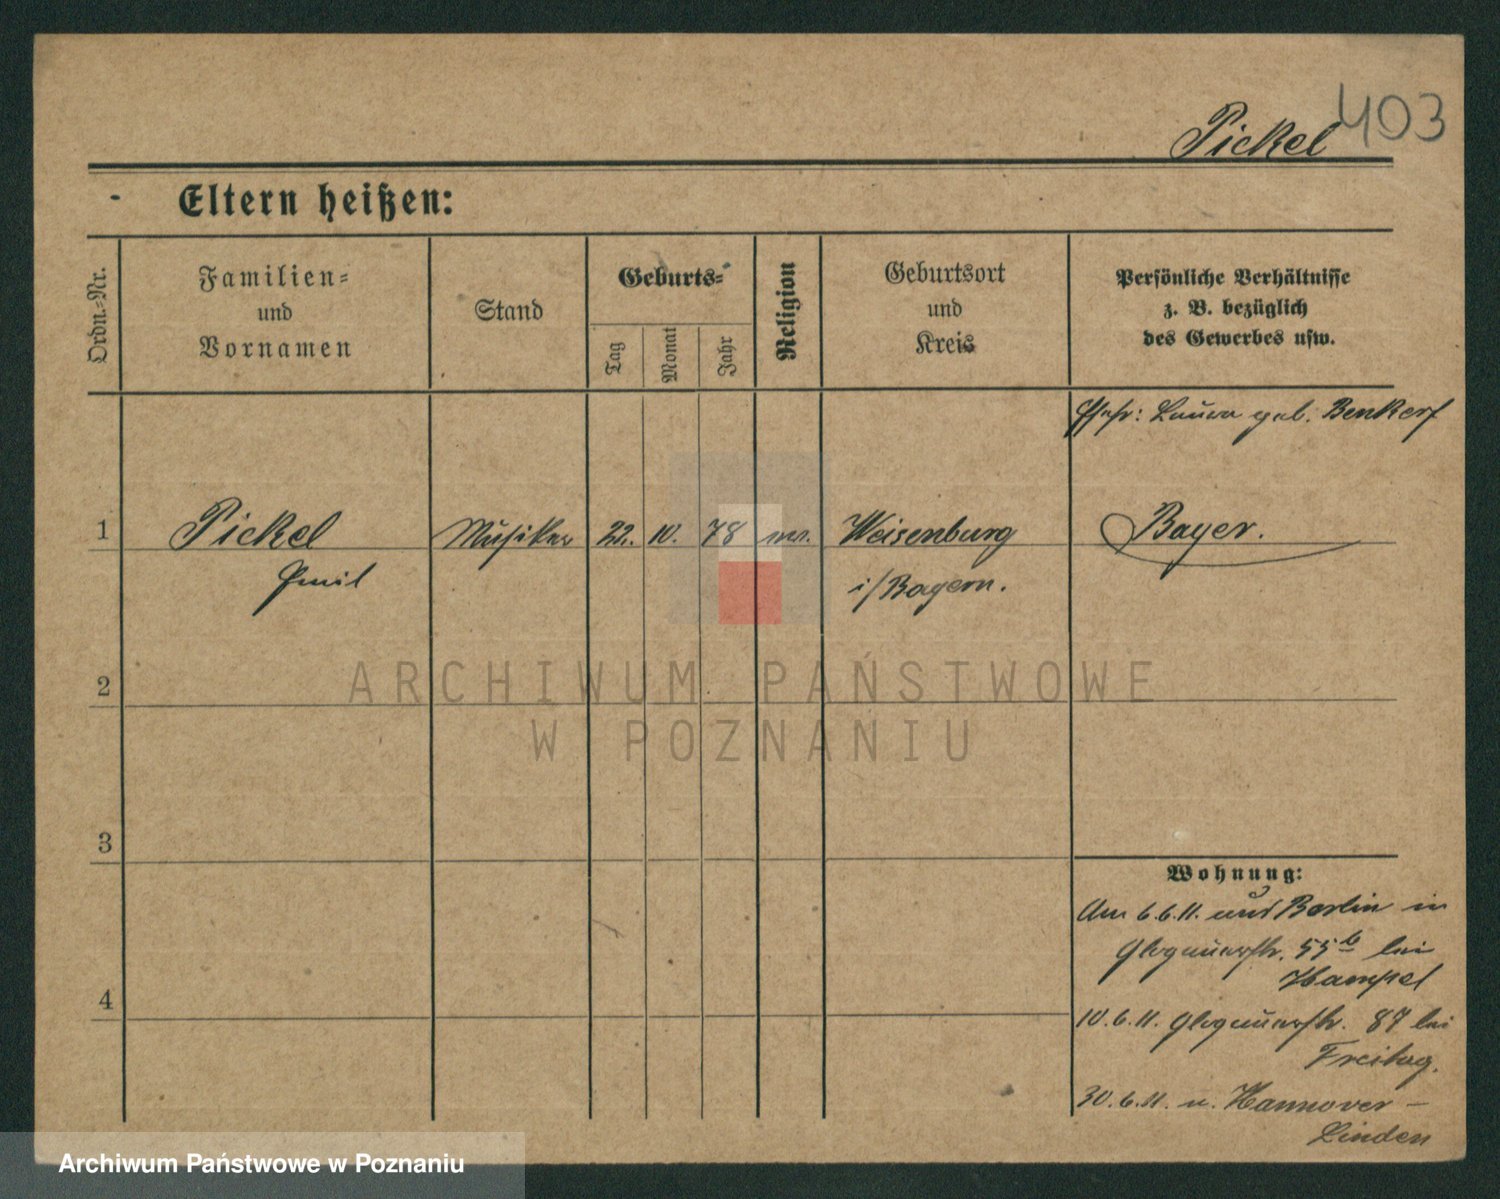 403
Pickel
Eltern heißen:
Ordn.-Nr.
Familien-
und
Vornamen
Stand
Geburts-
Tag
Monat
Jahr
Religion
Geburtsort
und
Kreis
Persönliche Verhältnisse
z. B. bezüglich
des Gewerbes usw.
Ehefr: Laura geb. Benkert
1
Pickel
Musiker
22.
10.
78
Weisenburg
Bayer.
Emil
i/Bayern.
ARCHIWUM PAŃSTWOWE
W POZNANIU
2
3
4
Wohnung:
Am 6.6.11. aus Berlin in
Glogauerstr. 55b bei
Hampel
10.6.11. Glogauerstr. 87 bei
Freitag.
30.6.11. n. Hannover-
Linden
Archiwum Państwowe w Poznaniu